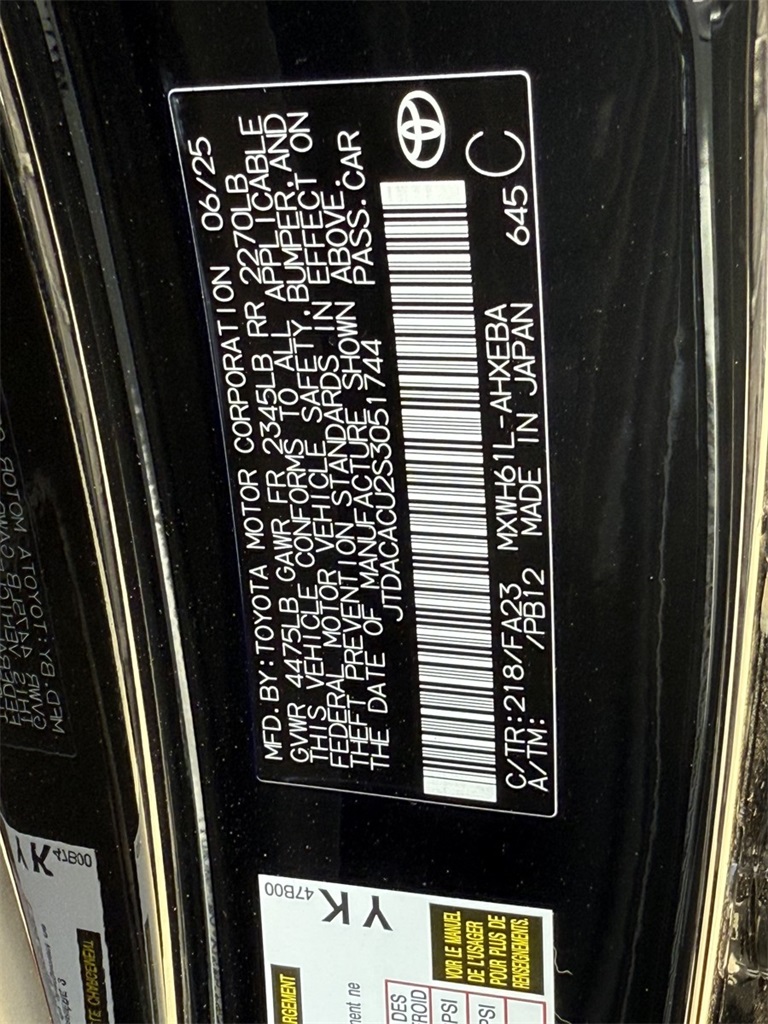 MFD. BY: TOYOTA MOTOR CORPORATION 06/25
GVWR 4475LB GAWR FR 2345LB RR 2270LB
THIS VEHICLE CONFORMS TO ALL APPLICABLE
FEDERAL MOTOR VEHICLE SAFETY, BUMPER, AND
THEFT PREVENTION STANDARDS IN EFFECT ON
THE DATE OF MANUFACTURE SHOWN ABOVE.
JTDACACU2S3051744 PASS. CAR
C/TR: 218/FA23 MXWH61L-AHXEBA 645
A/TM: /PB12 MADE IN JAPAN C
YK
47B00
VOIR LE MANUEL
DE L'USAGER
POUR PLUS DE
RENSEIGNEMENTS.
PSI
PSI
YK
47B00